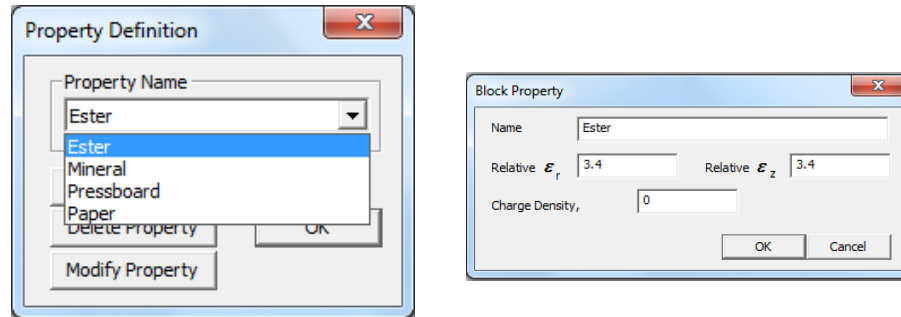 Property Definition
x
Property Name
Ester
Ester
Mineral
Pressboard
Paper
Delete Property
OK
Modify Property
Block Property
x
Name
Ester
Relative ε r
3.4
Relative ε z
3.4
Charge Density,
0
OK
Cancel